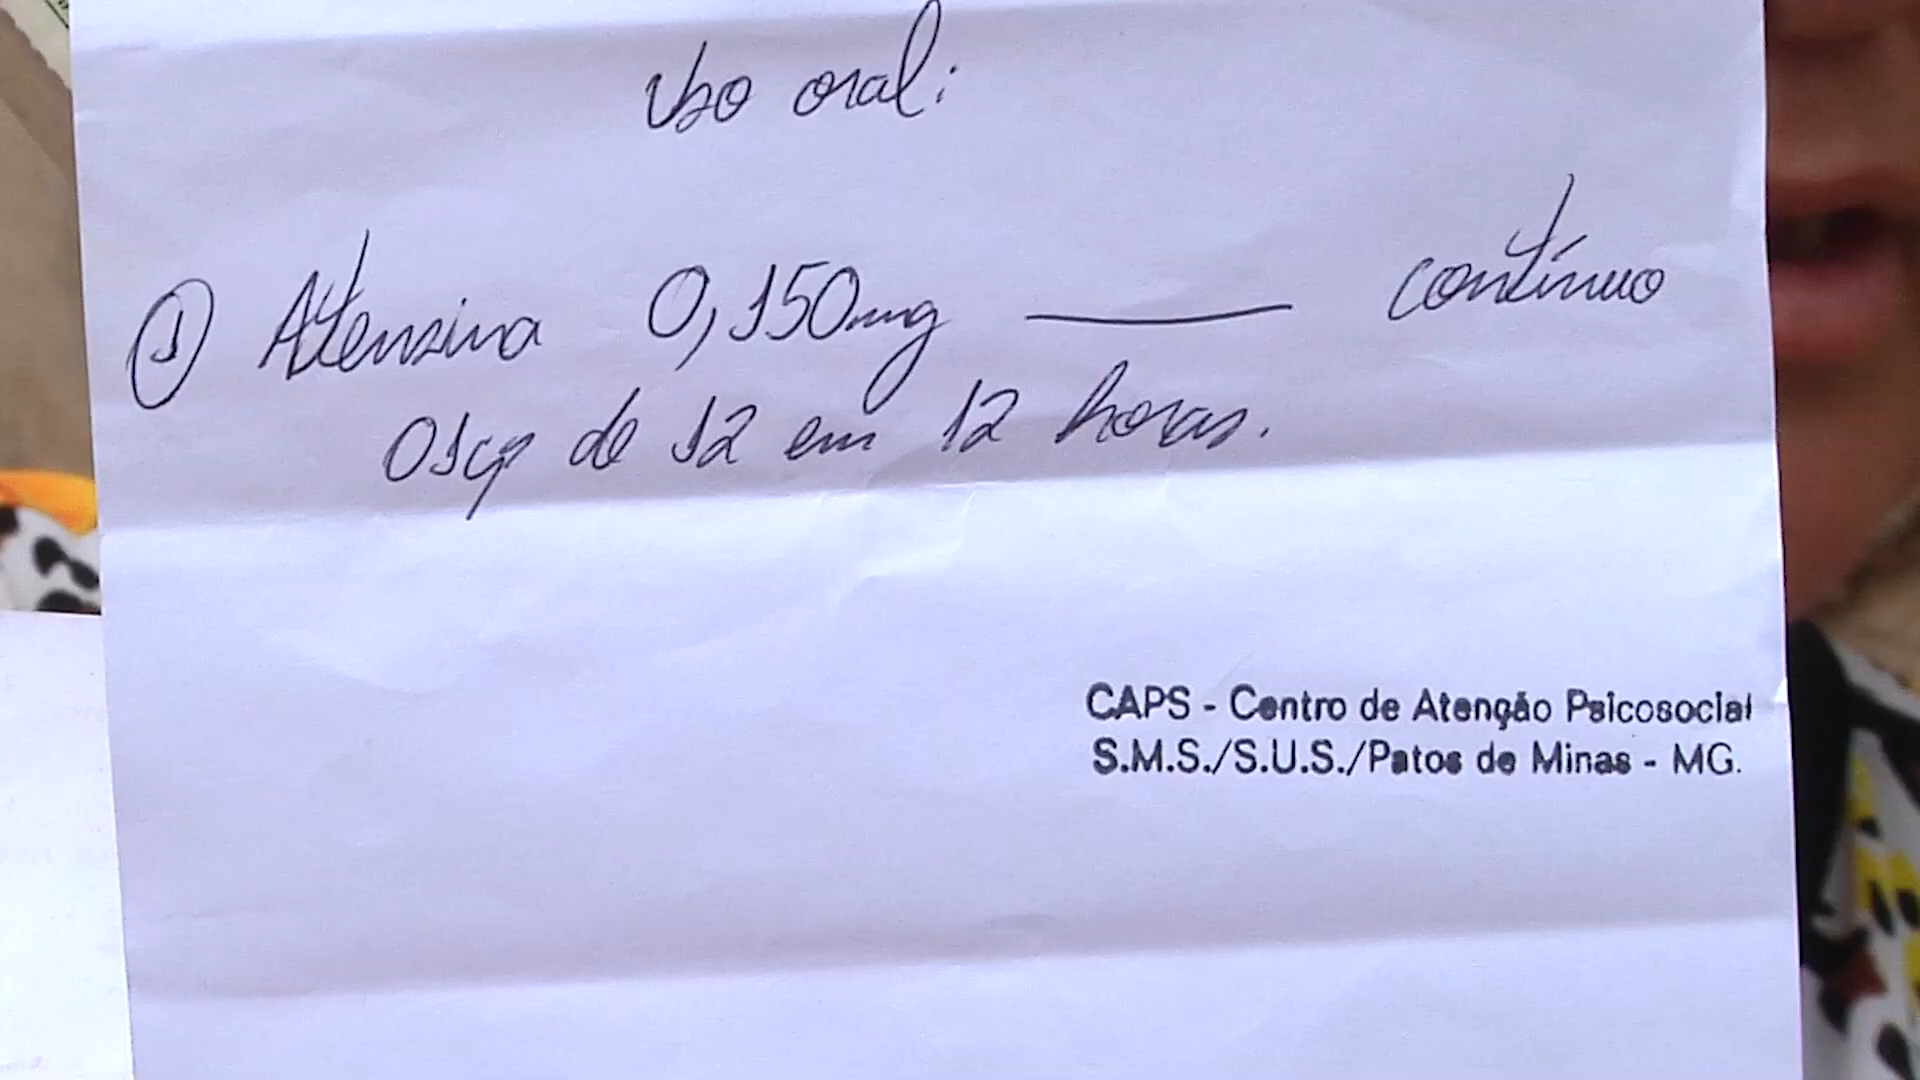 Uso oral:
① Atensina 0,150mg —— contínuo
01cp de 12 em 12 horas.
CAPS - Centro de Atenção Psicosocial
S.M.S./S.U.S./Patos de Minas - MG.